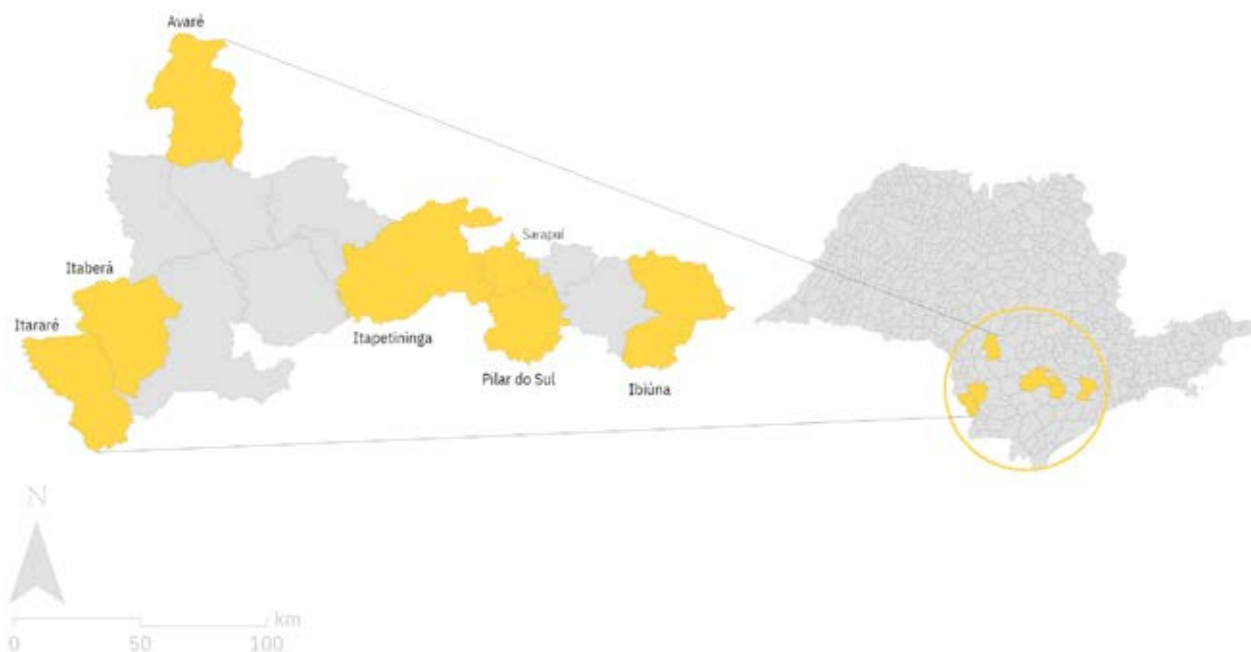 Avaré
Sarapuí
Itaberá
Itararé
Itapetininga
Pilar do Sul
Ibiúna
N
km
0 50 100